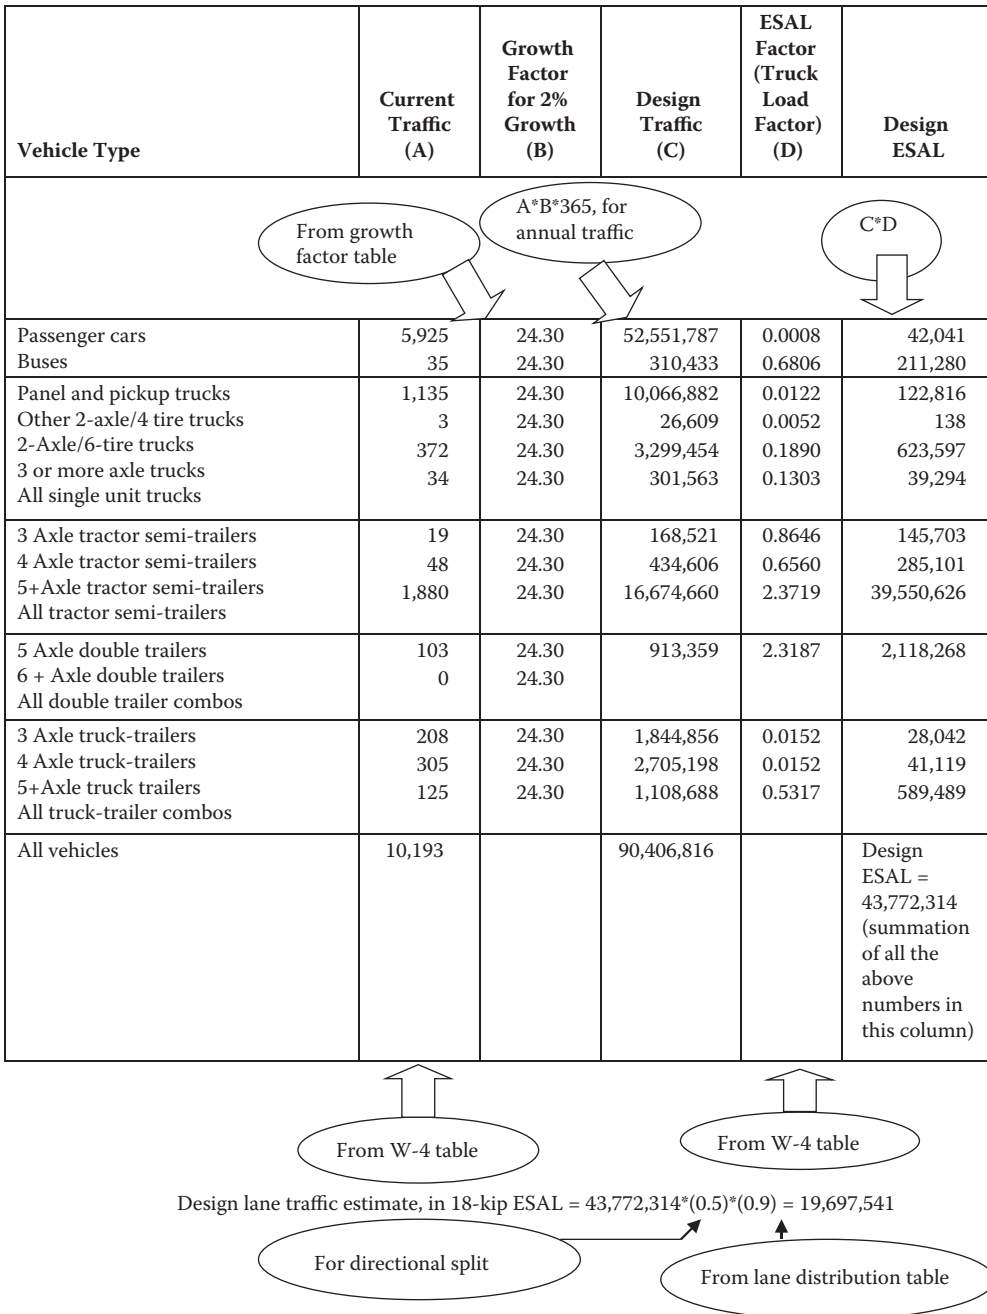 Vehicle Type
Current
Traffic
(A)
Growth
Factor
for 2%
Growth
(B)
Design
Traffic
(C)
ESAL
Factor
(Truck
Load
Factor)
(D)
Design
ESAL
From growth
factor table
A*B*365, for
annual traffic
C*D
Passenger cars 5,925 24.30 52,551,787 0.0008 42,041
Buses 35 24.30 310,433 0.6806 211,280
Panel and pickup trucks 1,135 24.30 10,066,882 0.0122 122,816
Other 2-axle/4 tire trucks 3 24.30 26,609 0.0052 138
2-Axle/6-tire trucks 372 24.30 3,299,454 0.1890 623,597
3 or more axle trucks 34 24.30 301,563 0.1303 39,294
All single unit trucks
3 Axle tractor semi-trailers 19 24.30 168,521 0.8646 145,703
4 Axle tractor semi-trailers 48 24.30 434,606 0.6560 285,101
5+Axle tractor semi-trailers 1,880 24.30 16,674,660 2.3719 39,550,626
All tractor semi-trailers
5 Axle double trailers 103 24.30 913,359 2.3187 2,118,268
6 + Axle double trailers 0 24.30
All double trailer combos
3 Axle truck-trailers 208 24.30 1,844,856 0.0152 28,042
4 Axle truck-trailers 305 24.30 2,705,198 0.0152 41,119
5+Axle truck trailers 125 24.30 1,108,688 0.5317 589,489
All truck-trailer combos
All vehicles 10,193 90,406,816 Design
ESAL =
43,772,314
(summation
of all the
above
numbers in
this column)
From W-4 table
From W-4 table
Design lane traffic estimate, in 18-kip ESAL = 43,772,314*(0.5)*(0.9) = 19,697,541
For directional split
From lane distribution table